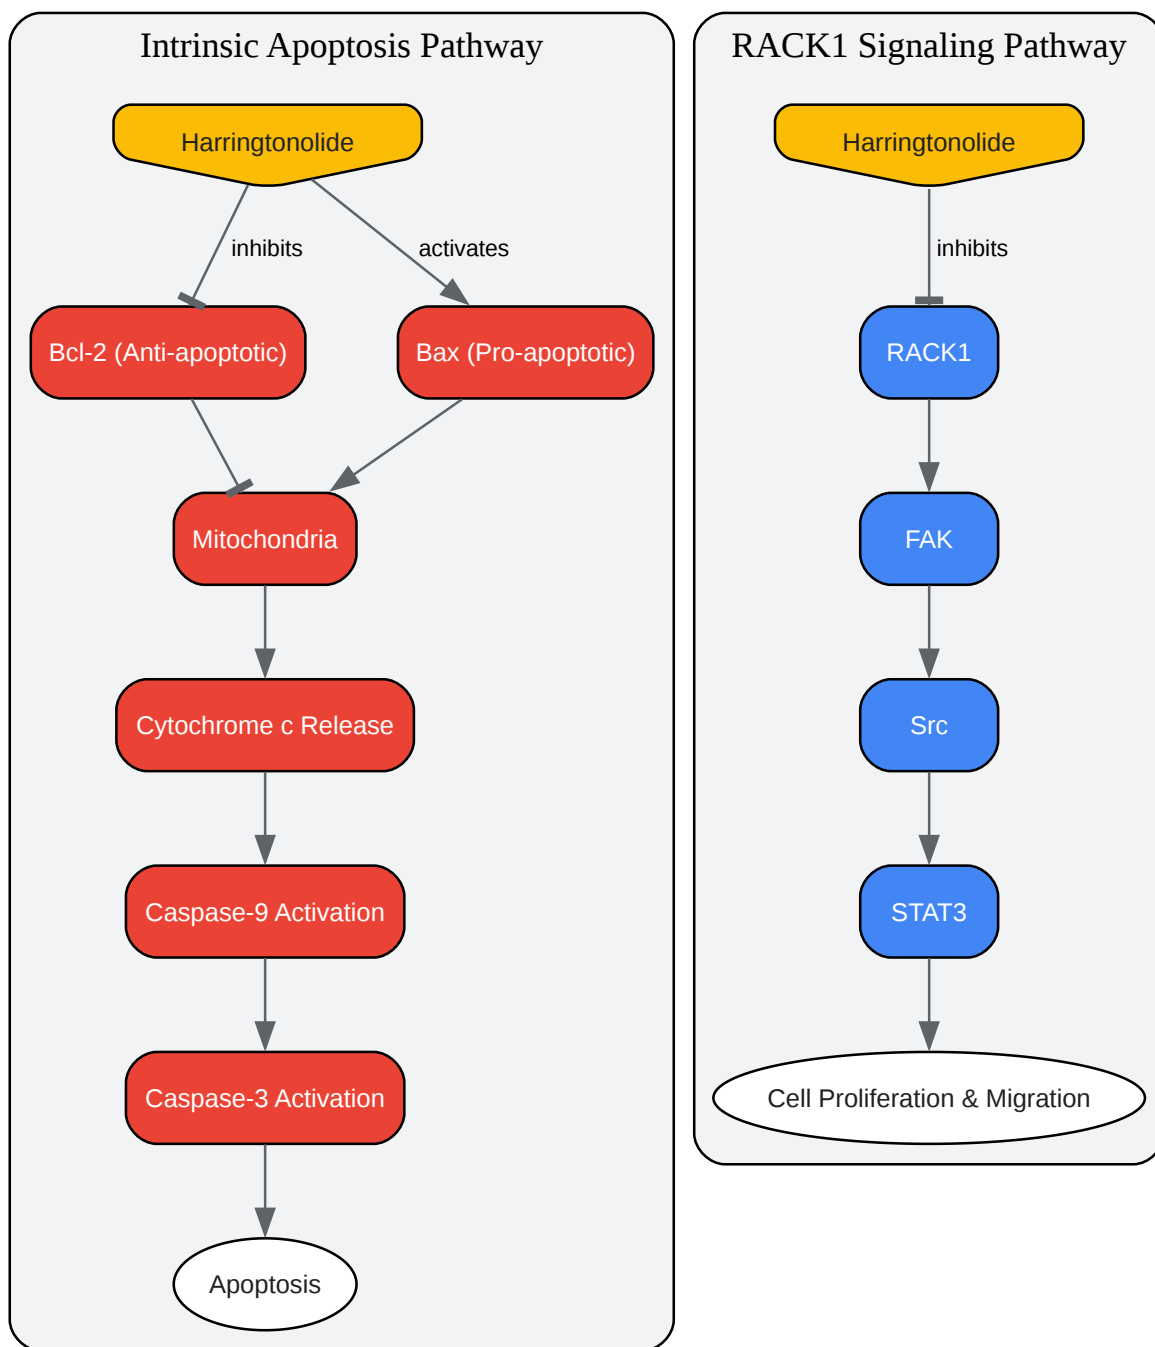 Intrinsic Apoptosis Pathway
Harringtonolide
inhibits
activates
Bcl-2 (Anti-apoptotic)
Bax (Pro-apoptotic)
Mitochondria
Cytochrome c Release
Caspase-9 Activation
Caspase-3 Activation
Apoptosis
RACK1 Signaling Pathway
Harringtonolide
inhibits
RACK1
FAK
Src
STAT3
Cell Proliferation & Migration